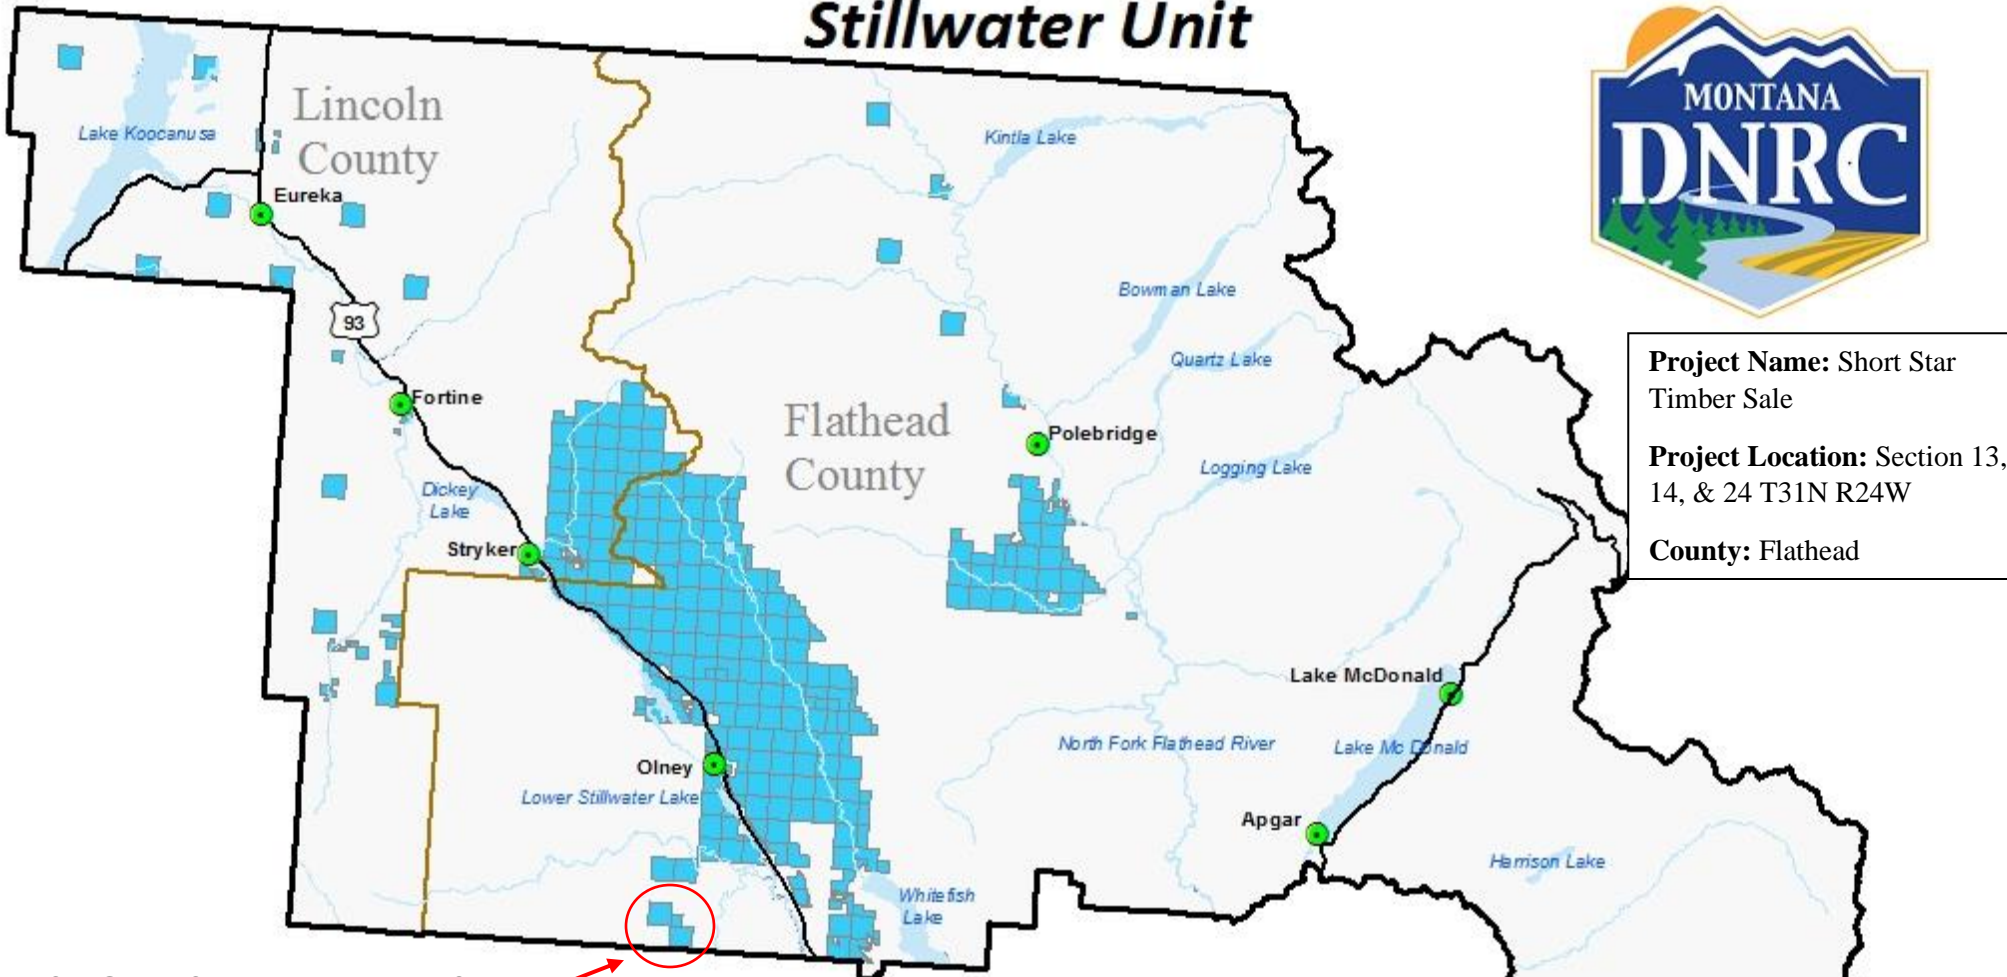 Stillwater Unit
MONTANA
DNRC
Lincoln
County
Lake Koocanusa
Kintla Lake
Eureka
Bowman Lake
93
Quartz Lake
Project Name: Short Star
Timber Sale
Project Location: Section 13,
14, & 24 T31N R24W
County: Flathead
Fortine
Flathead
County
Polebridge
Logging Lake
Dickey
Lake
Stryker
Lake McDonald
North Fork Flathead River
Lake Mc Donald
Olney
Lower Stillwater Lake
Apgar
Harrison Lake
Whitefish
Lake